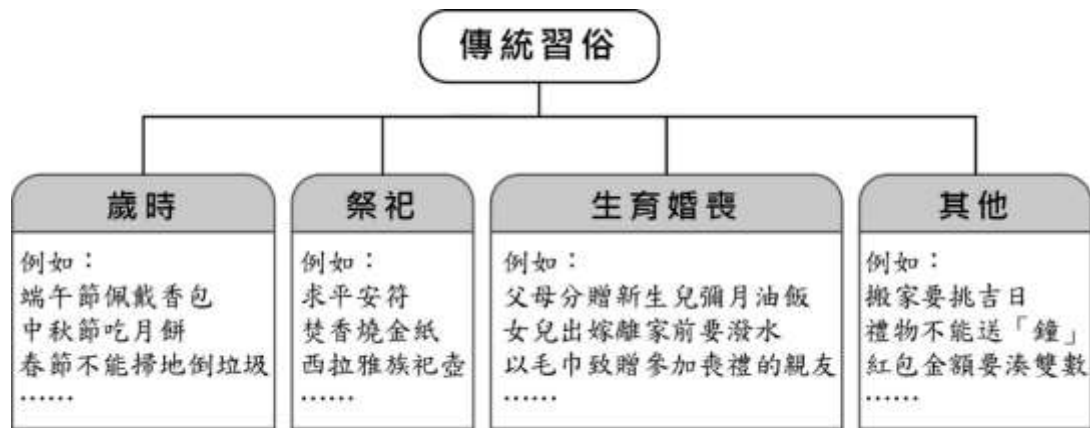 傳統習俗
歲時
例如：
端午節佩戴香包
中秋節吃月餅
春節不能掃地倒垃圾
……
祭祀
例如：
求平安符
焚香燒金紙
西拉雅族祀壺
……
生育婚喪
例如：
父母分贈新生兒彌月油飯
女兒出嫁離家前要潑水
以毛巾致贈參加喪禮的親友
……
其他
例如：
搬家要挑吉日
禮物不能送「鐘」
紅包金額要湊雙數
……